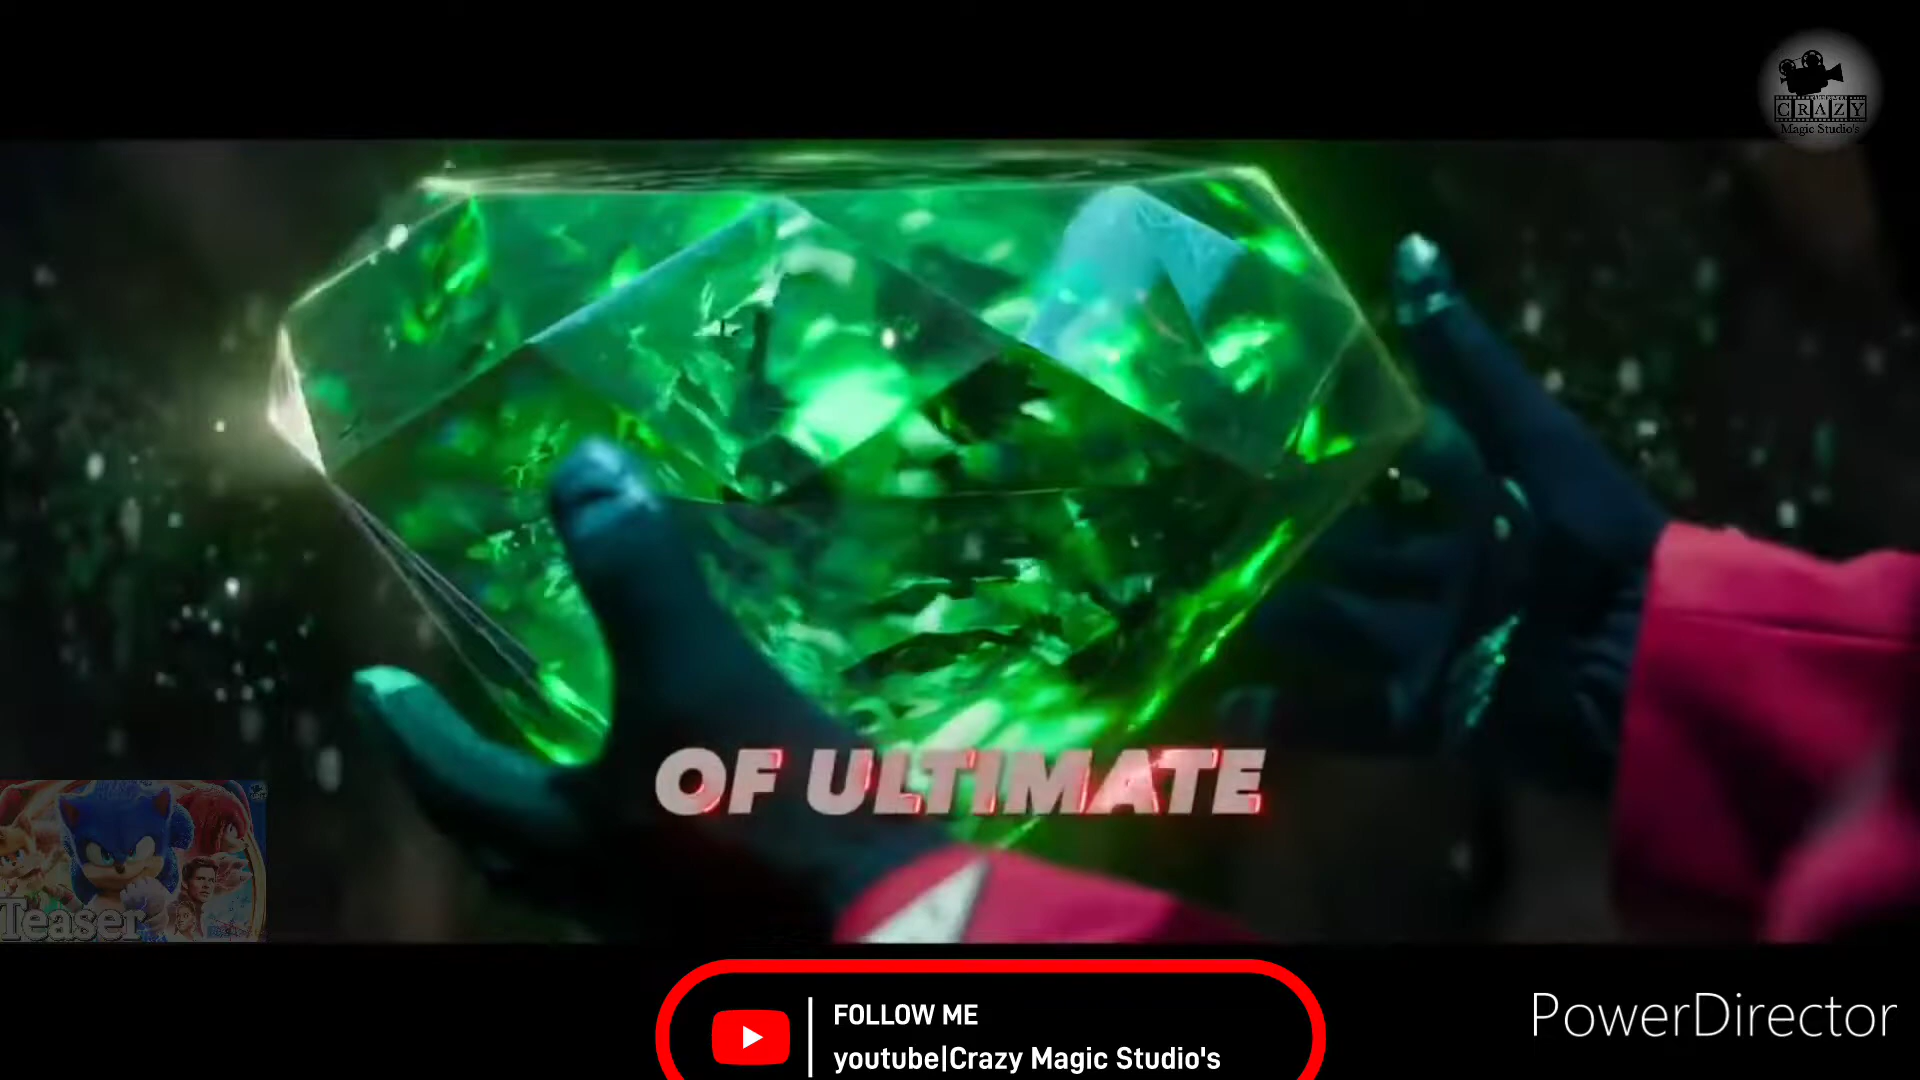 CRAZY
Magic Studio's
OF ULTIMATE
Teaser
FOLLOW ME
youtube|Crazy Magic Studio's
PowerDirector